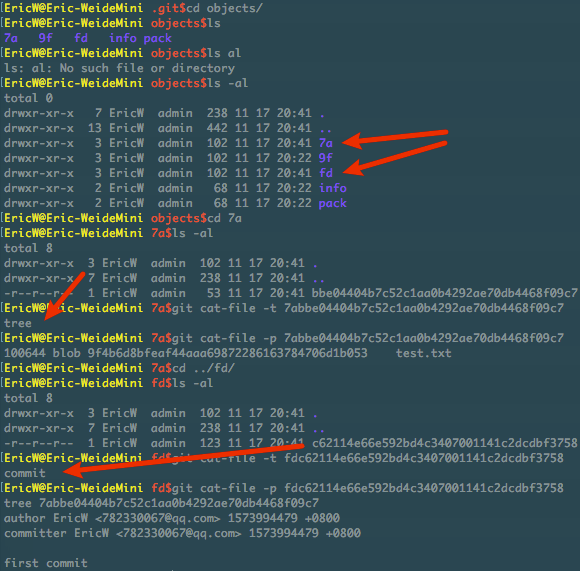 [EricW@Eric-WeideMini .git$cd objects/
[EricW@Eric-WeideMini objects$ls
7a 9f fd info pack
[EricW@Eric-WeideMini objects$ls al
ls: al: No such file or directory
[EricW@Eric-WeideMini objects$ls -al
total 0
drwxr-xr-x 7 EricW admin 238 11 17 20:41 .
drwxr-xr-x 13 EricW admin 442 11 17 20:41 ..
drwxr-xr-x 3 EricW admin 102 11 17 20:41 7a
drwxr-xr-x 3 EricW admin 102 11 17 20:22 9f
drwxr-xr-x 3 EricW admin 102 11 17 20:41 fd
drwxr-xr-x 2 EricW admin 68 11 17 20:22 info
drwxr-xr-x 2 EricW admin 68 11 17 20:22 pack
[EricW@Eric-WeideMini objects$cd 7a
[EricW@Eric-WeideMini 7a$ls -al
total 8
drwxr-xr-x 3 EricW admin 102 11 17 20:41 .
drwxr-xr-x 7 EricW admin 238 11 17 20:41 ..
-r--r--r-- 1 EricW admin 53 11 17 20:41 bbe04404b7c52c1aa0b4292ae70db4468f09c7
[EricW@Eric-WeideMini 7a$git cat-file -t 7abbe04404b7c52c1aa0b4292ae70db4468f09c7
tree
[EricW@Eric-WeideMini 7a$git cat-file -p 7abbe04404b7c52c1aa0b4292ae70db4468f09c7
100644 blob 9f4b6d8bfeaf44aaa69872286163784706d1b053 test.txt
[EricW@Eric-WeideMini 7a$cd ../fd/
[EricW@Eric-WeideMini fd$ls -al
total 8
drwxr-xr-x 3 EricW admin 102 11 17 20:41 .
drwxr-xr-x 7 EricW admin 238 11 17 20:41 ..
-r--r--r-- 1 EricW admin 123 11 17 20:41 c62114e66e592bd4c3407001141c2dcdbf3758
[EricW@Eric-WeideMini fd$git cat-file -t fdc62114e66e592bd4c3407001141c2dcdbf3758
commit
[EricW@Eric-WeideMini fd$git cat-file -p fdc62114e66e592bd4c3407001141c2dcdbf3758
tree 7abbe04404b7c52c1aa0b4292ae70db4468f09c7
author EricW <782330067@qq.com> 1573994479 +0800
committer EricW <782330067@qq.com> 1573994479 +0800
first commit